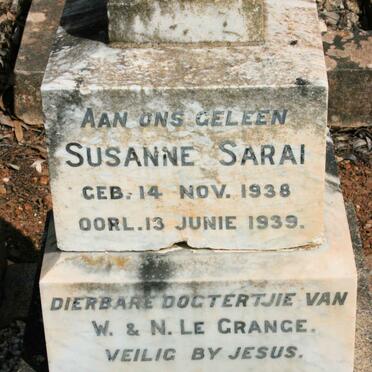 AAN ONS GELEEN
SUSANNE SARAI
GEB. 14 NOV. 1938
OORL. 13 JUNIE 1939.
DIERBARE DOGTERTJIE VAN
W. & N. LE GRANGE.
VEILIG BY JESUS.